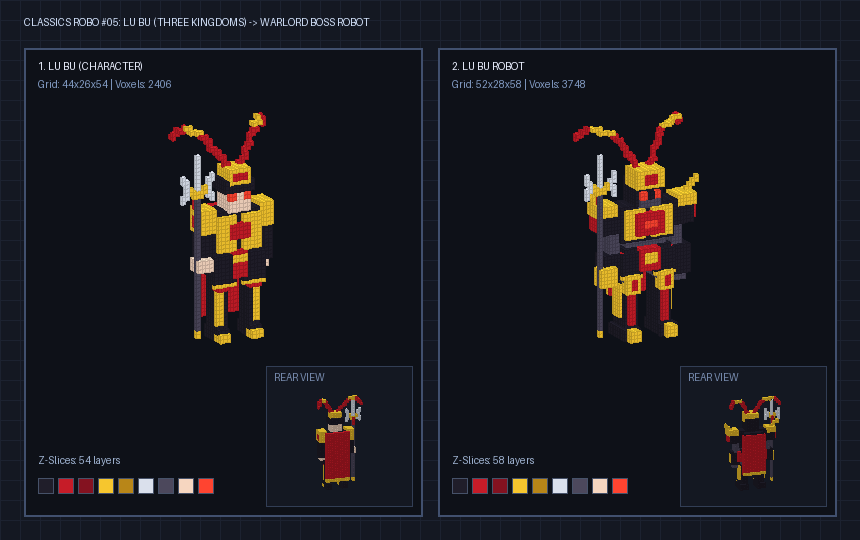 CLASSICS ROBO #05: LU BU (THREE KINGDOMS) -> WARLORD BOSS ROBOT
1. LU BU (CHARACTER)
Grid: 44x26x54 | Voxels: 2406
REAR VIEW
Z-Slices: 54 layers
2. LU BU ROBOT
Grid: 52x28x58 | Voxels: 3748
REAR VIEW
Z-Slices: 58 layers